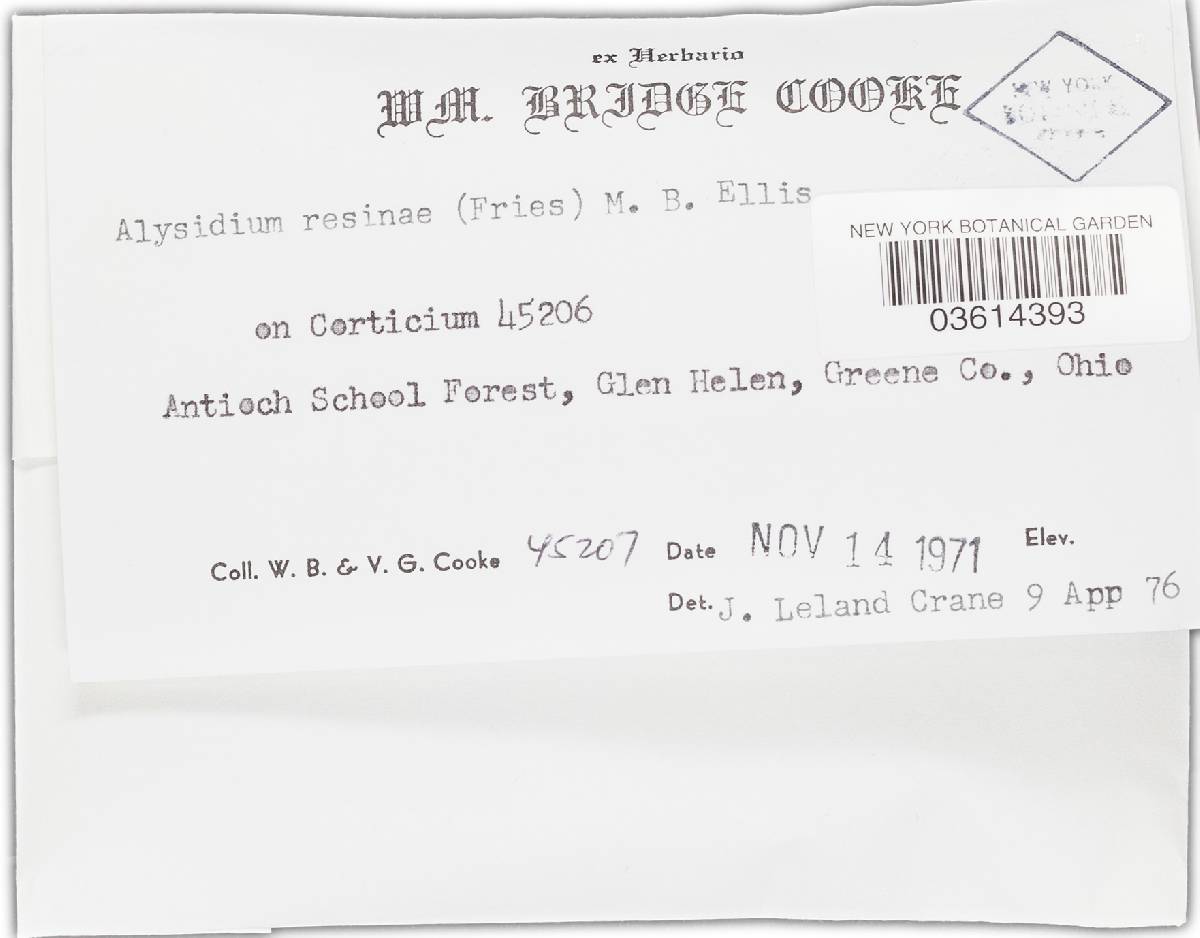 ex Herbario
WM. BRIDGE COOKE
NEW YORK
Alysidium resinae (Fries) M. B. Ellis
NEW YORK BOTANICAL GARDEN
03614393
on Corticium 45206
Antioch School Forest, Glen Helen, Greene Co., Ohio
Coll. W. B. & V. G. Cooke 45207 Date NOV 14 1971 Elev.
Det. J. Leland Crane 9 App 76